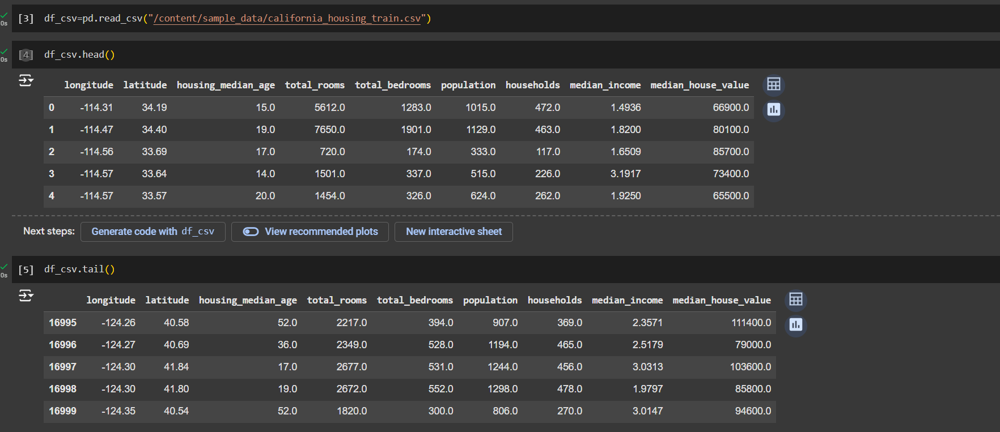 [3] df_csv=pd.read_csv("/content/sample_data/california_housing_train.csv")
0s
[4] df_csv.head()
0s
longitude latitude housing_median_age total_rooms total_bedrooms population households median_income median_house_value
0 -114.31 34.19 15.0 5612.0 1283.0 1015.0 472.0 1.4936 66900.0
1 -114.47 34.40 19.0 7650.0 1901.0 1129.0 463.0 1.8200 80100.0
2 -114.56 33.69 17.0 720.0 174.0 333.0 117.0 1.6509 85700.0
3 -114.57 33.64 14.0 1501.0 337.0 515.0 226.0 3.1917 73400.0
4 -114.57 33.57 20.0 1454.0 326.0 624.0 262.0 1.9250 65500.0
Next steps: Generate code with df_csv View recommended plots New interactive sheet
[5] df_csv.tail()
0s
longitude latitude housing_median_age total_rooms total_bedrooms population households median_income median_house_value
16995 -124.26 40.58 52.0 2217.0 394.0 907.0 369.0 2.3571 111400.0
16996 -124.27 40.69 36.0 2349.0 528.0 1194.0 465.0 2.5179 79000.0
16997 -124.30 41.84 17.0 2677.0 531.0 1244.0 456.0 3.0313 103600.0
16998 -124.30 41.80 19.0 2672.0 552.0 1298.0 478.0 1.9797 85800.0
16999 -124.35 40.54 52.0 1820.0 300.0 806.0 270.0 3.0147 94600.0